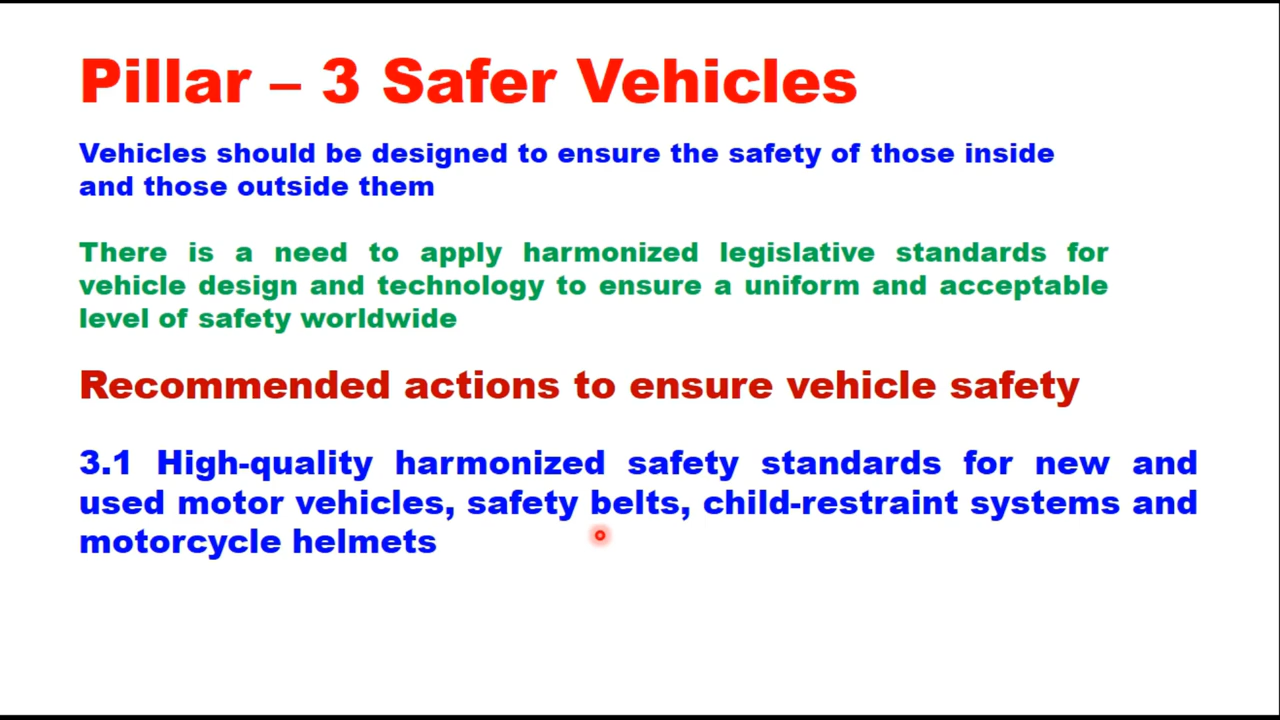 Pillar – 3 Safer Vehicles
Vehicles should be designed to ensure the safety of those inside
and those outside them
There is a need to apply harmonized legislative standards for
vehicle design and technology to ensure a uniform and acceptable
level of safety worldwide
Recommended actions to ensure vehicle safety
3.1 High-quality harmonized safety standards for new and
used motor vehicles, safety belts, child-restraint systems and
motorcycle helmets